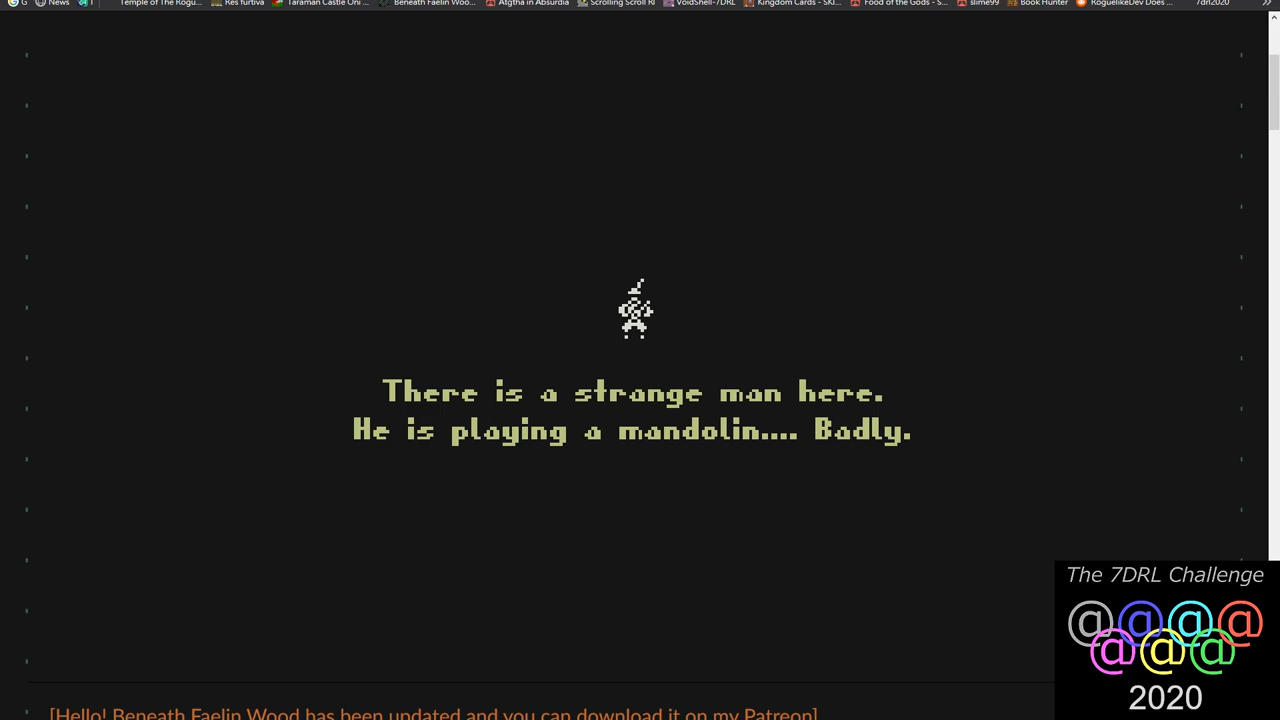 G News Temple of The Rogu... Res furtiva Taraman Castle Oni ... Beneath Faelin Woo... Atgtha in Absurdia Scrolling Scroll RI VoidShell-7DRL Kingdom Cards - SKI... Food of the Gods - S... slime99 Book Hunter RoguelikeDev Does ... 7drl2020 »
There is a strange man here.
He is playing a mandolin.... Badly.
The 7DRL Challenge
@@@@
@@@
2020
[Hello! Beneath Faelin Wood has been updated and you can download it on my Patreon]